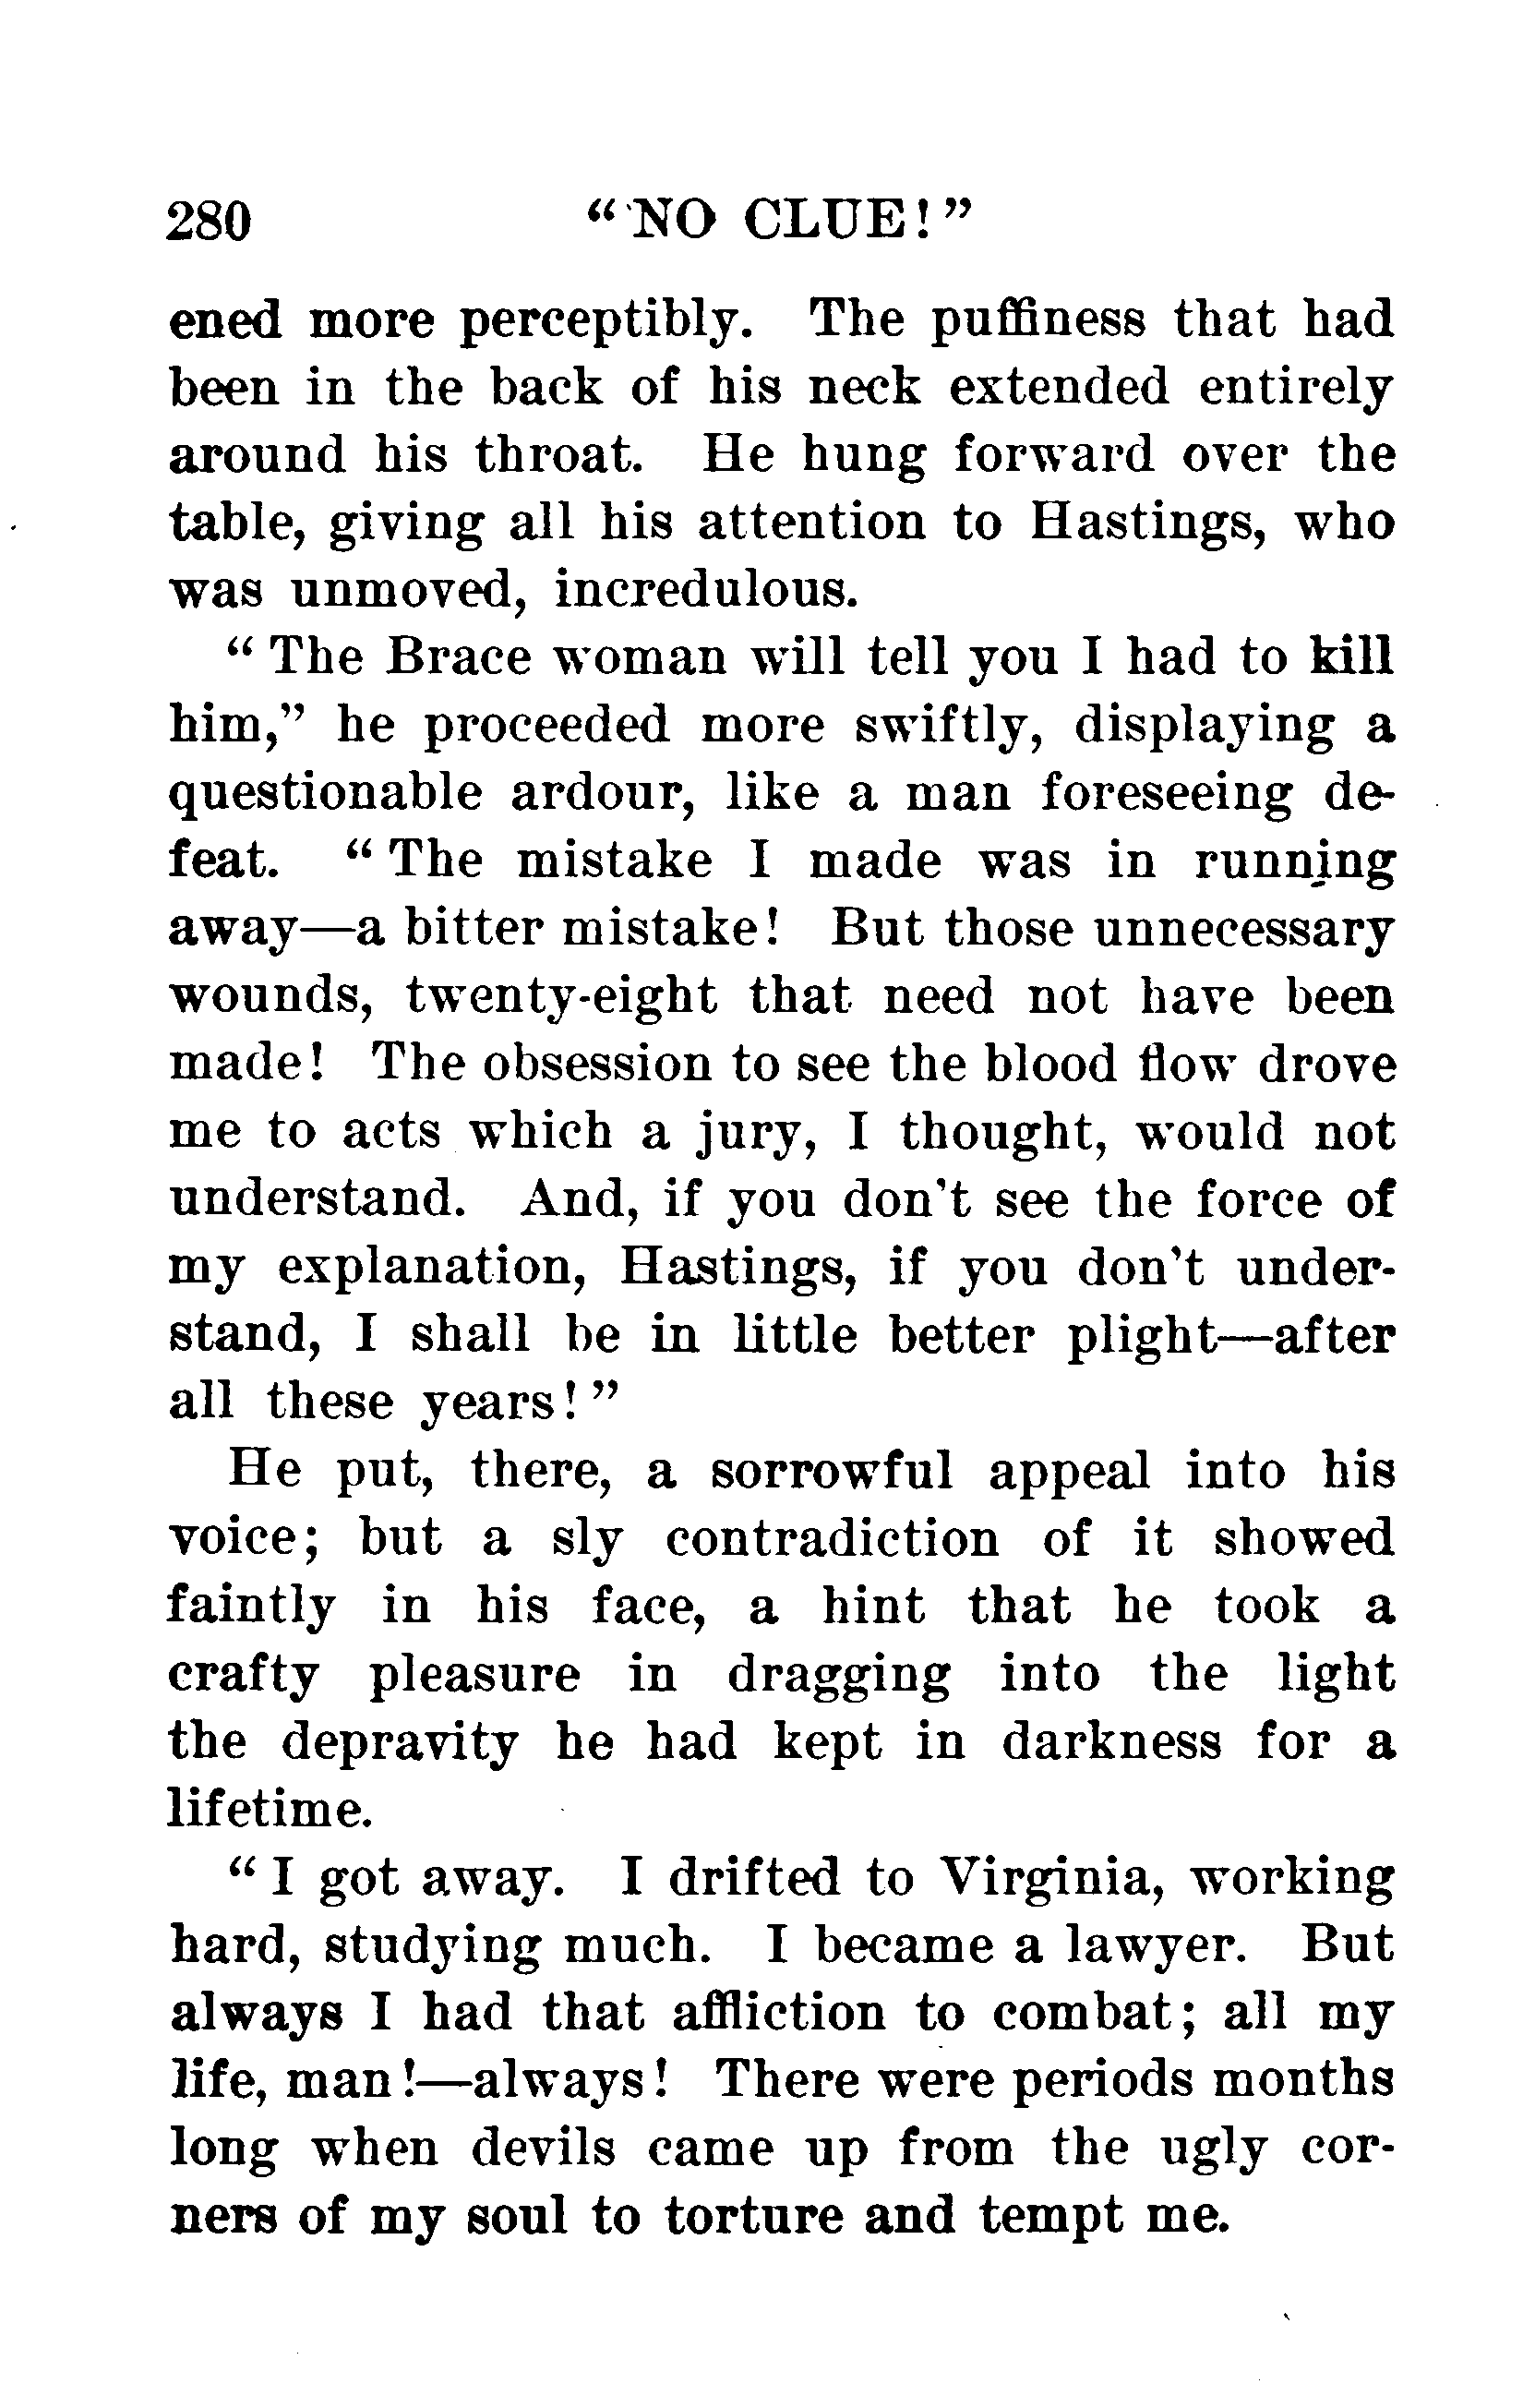 280 "NO CLUE!"
ened more perceptibly. The puffiness that had
been in the back of his neck extended entirely
around his throat. He hung forward over the
table, giving all his attention to Hastings, who
was unmoved, incredulous.
"The Brace woman will tell you I had to kill
him," he proceeded more swiftly, displaying a
questionable ardour, like a man foreseeing de-
feat. "The mistake I made was in running
away—a bitter mistake! But those unnecessary
wounds, twenty-eight that need not have been
made! The obsession to see the blood flow drove
me to acts which a jury, I thought, would not
understand. And, if you don't see the force of
my explanation, Hastings, if you don't under-
stand, I shall be in little better plight—after
all these years!"
He put, there, a sorrowful appeal into his
voice; but a sly contradiction of it showed
faintly in his face, a hint that he took a
crafty pleasure in dragging into the light
the depravity he had kept in darkness for a
lifetime.
"I got away. I drifted to Virginia, working
hard, studying much. I became a lawyer. But
always I had that affliction to combat; all my
life, man!—always! There were periods months
long when devils came up from the ugly cor-
ners of my soul to torture and tempt me.